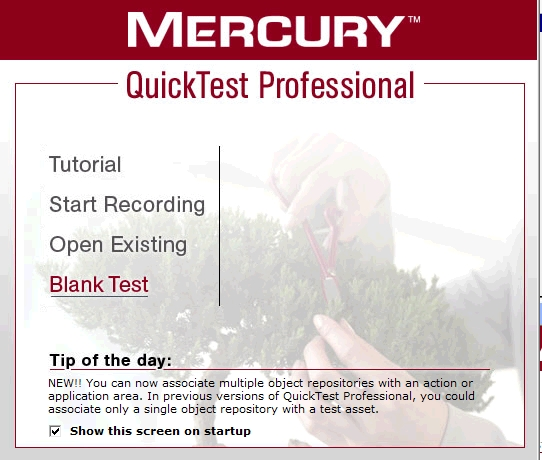 MERCURY™
QuickTest Professional
Tutorial
Start Recording
Open Existing
Blank Test
Tip of the day:
NEW!! You can now associate multiple object repositories with an action or
application area. In previous versions of QuickTest Professional, you could
associate only a single object repository with a test asset.
Show this screen on startup